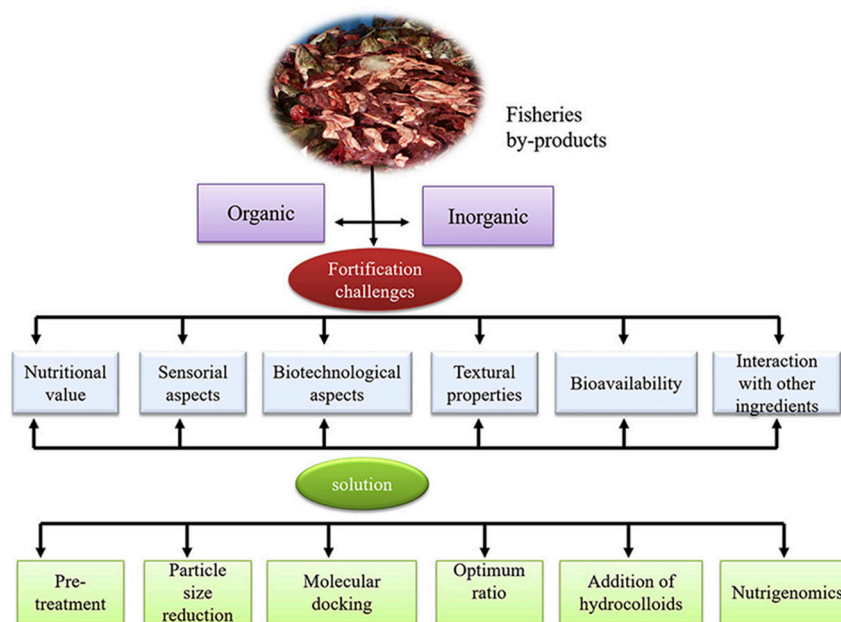 Fisheries
by-products
Organic
Inorganic
Fortification
challenges
Nutritional
value
Sensorial
aspects
Biotechnological
aspects
Textural
properties
Bioavailability
Interaction
with other
ingredients
solution
Pre-
treatment
Particle
size
reduction
Molecular
docking
Optimum
ratio
Addition of
hydrocolloids
Nutrigenomics